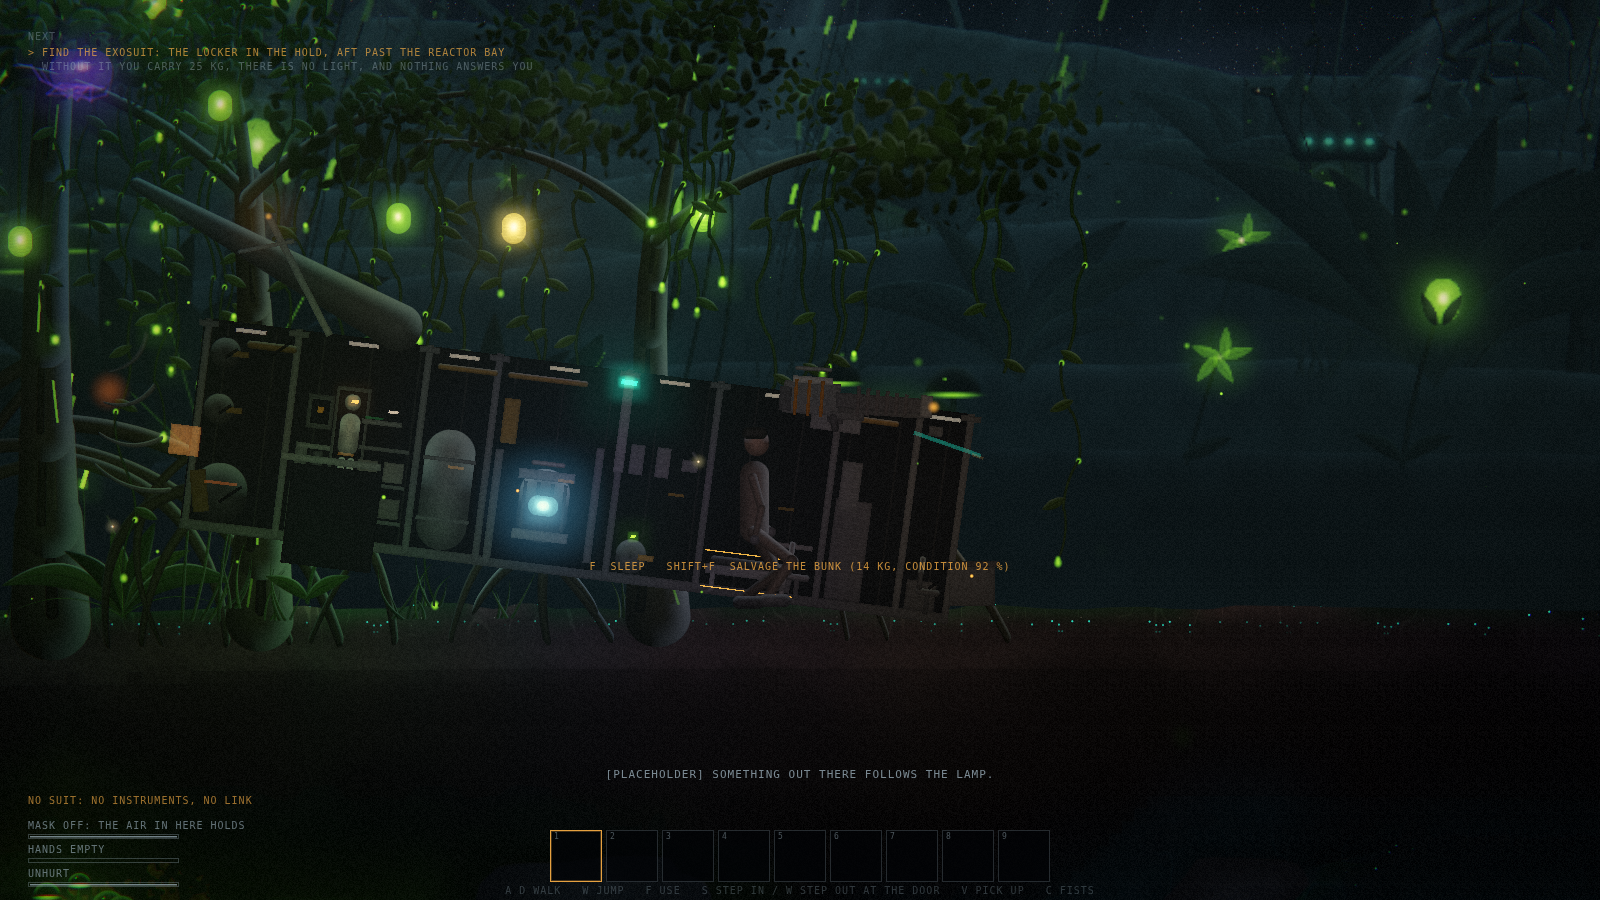 NEXT
> FIND THE EXOSUIT: THE LOCKER IN THE HOLD, AFT PAST THE REACTOR BAY
WITHOUT IT YOU CARRY 25 KG, THERE IS NO LIGHT, AND NOTHING ANSWERS YOU
F SLEEP SHIFT+F SALVAGE THE BUNK (14 KG, CONDITION 92 %)
[PLACEHOLDER] SOMETHING OUT THERE FOLLOWS THE LAMP.
NO SUIT: NO INSTRUMENTS, NO LINK
MASK OFF: THE AIR IN HERE HOLDS
HANDS EMPTY
UNHURT
1 2 3 4 5 6 7 8 9
A D WALK W JUMP F USE S STEP IN / W STEP OUT AT THE DOOR V PICK UP C FISTS